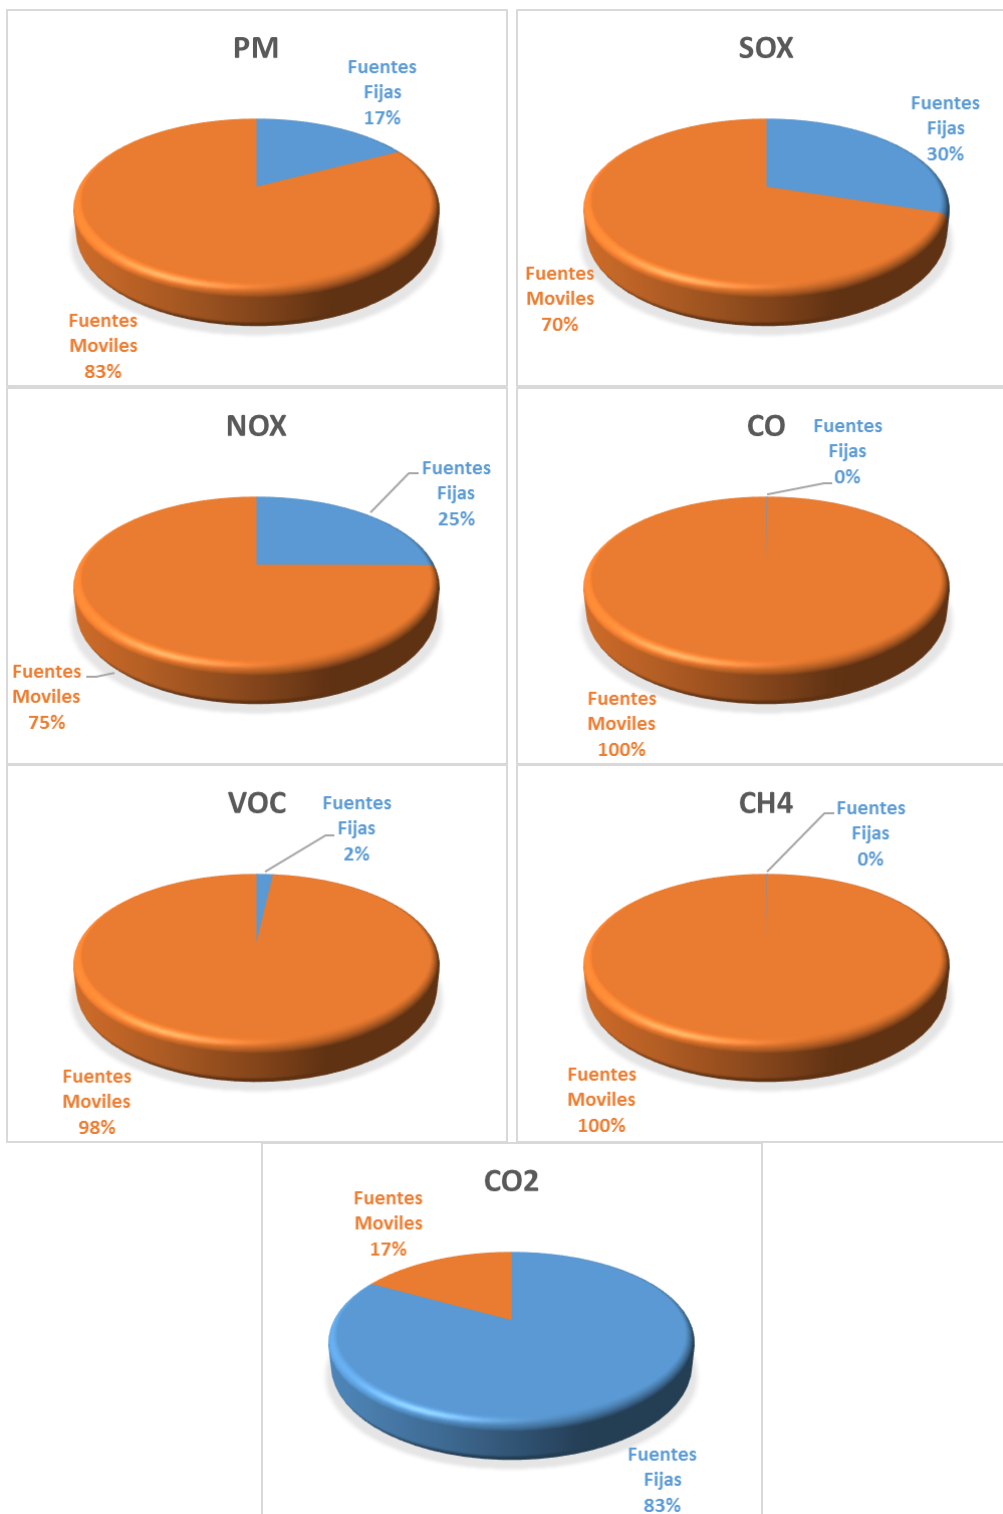 PM
Fuentes
Fijas
17%
Fuentes
Moviles
83%
SOX
Fuentes
Fijas
30%
Fuentes
Moviles
70%
NOX
Fuentes
Fijas
25%
Fuentes
Moviles
75%
CO
Fuentes
Fijas
0%
Fuentes
Moviles
100%
VOC
Fuentes
Fijas
2%
Fuentes
Moviles
98%
CH4
Fuentes
Fijas
0%
Fuentes
Moviles
100%
CO2
Fuentes
Moviles
17%
Fuentes
Fijas
83%